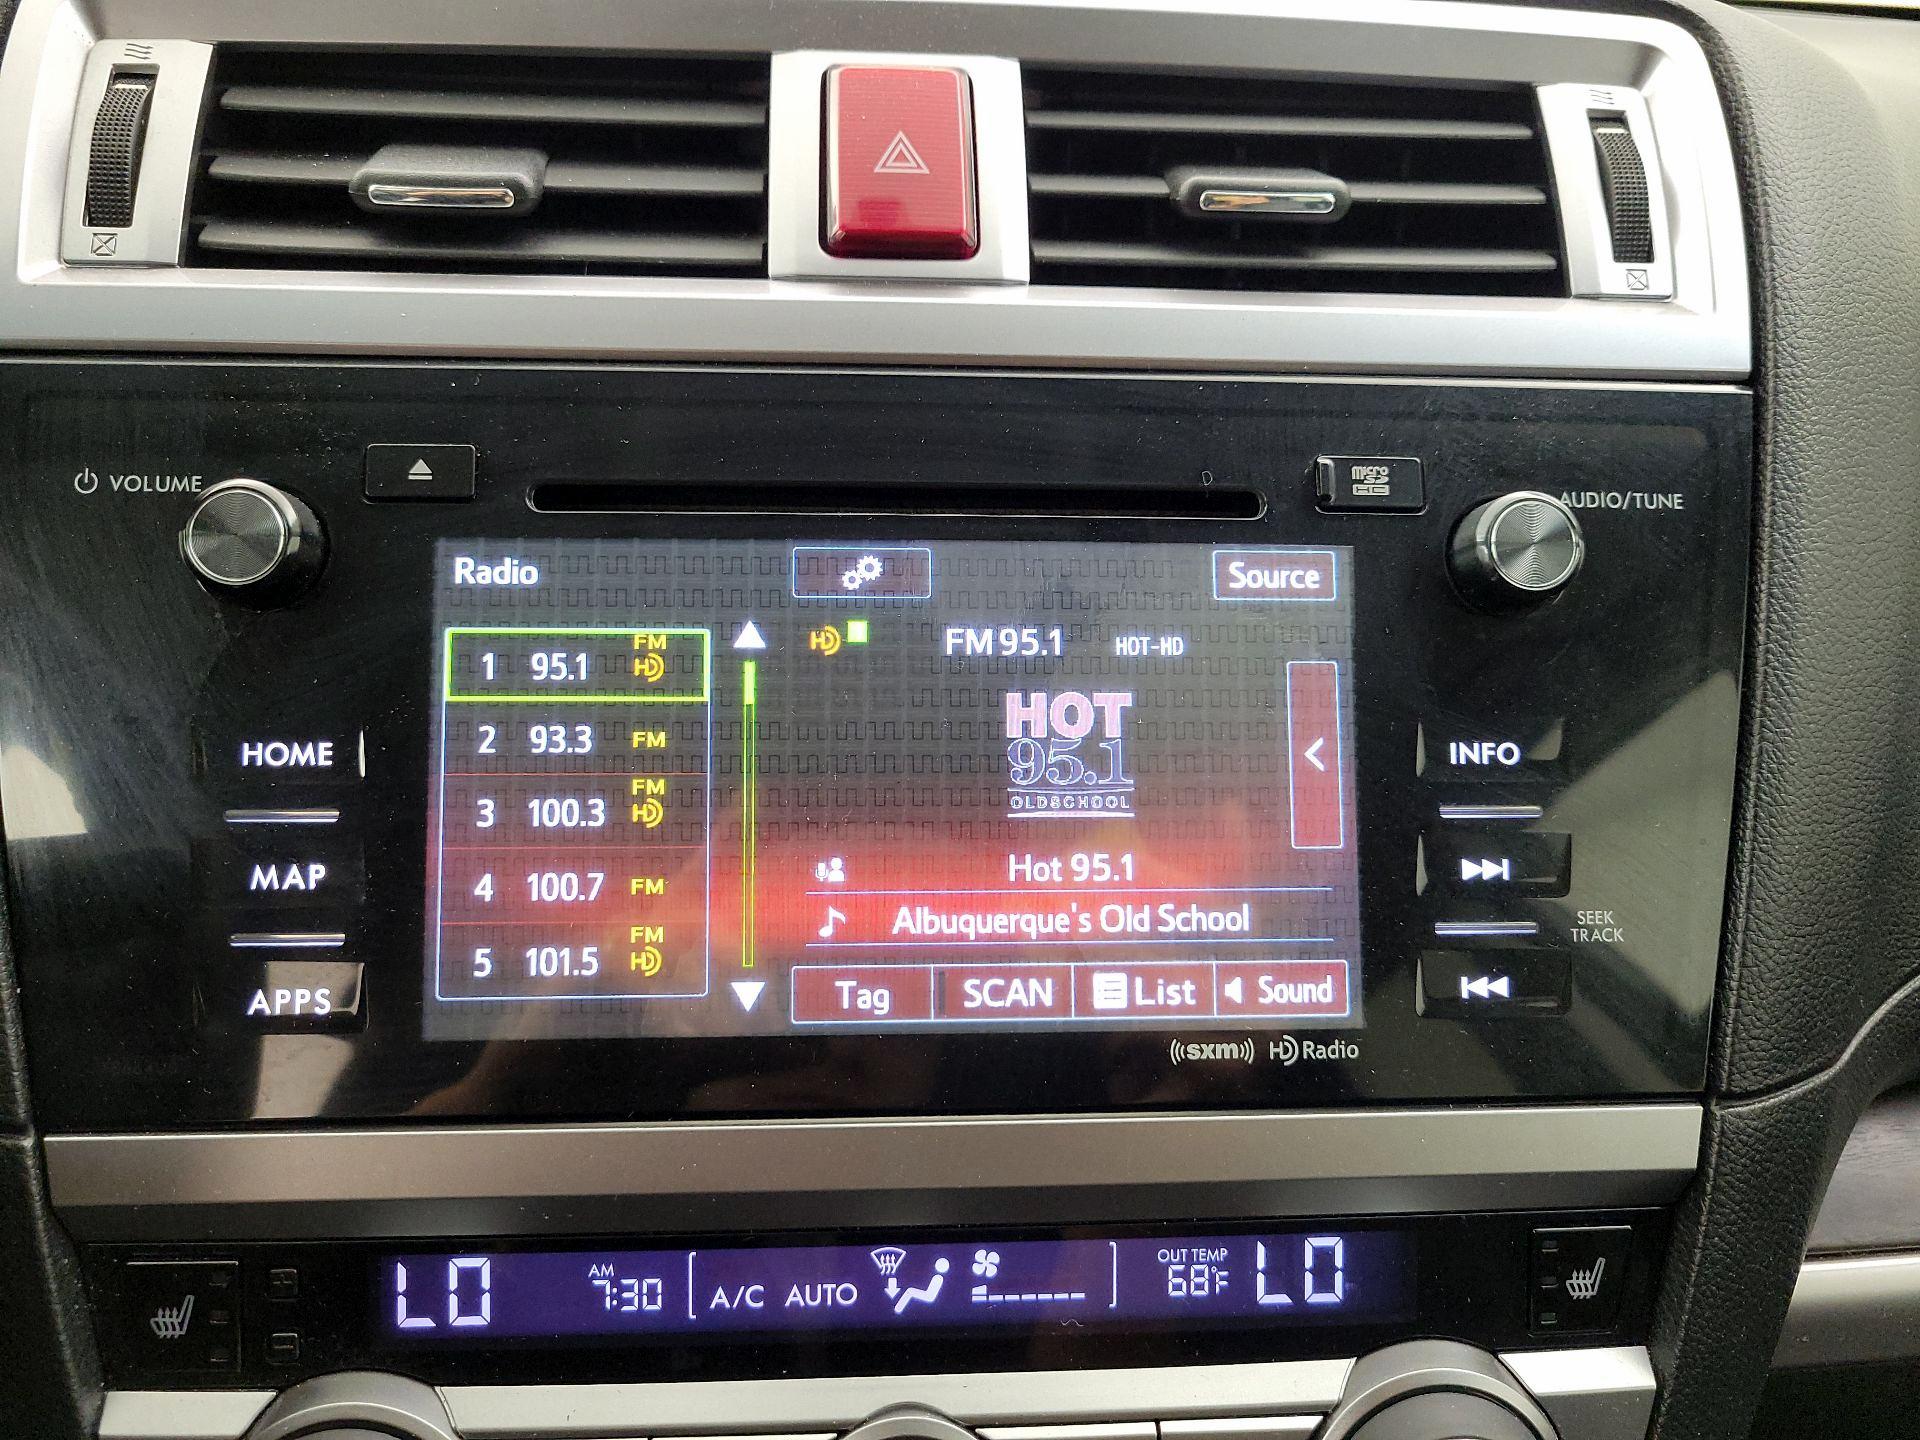 VOLUME
micro
SD
HC
AUDIO/TUNE
Radio
Source
1 95.1 FM HD
2 93.3 FM
3 100.3 FM HD
4 100.7 FM
5 101.5 FM HD
HD FM 95.1 HOT-HD
HOT
95.1
OLDSCHOOL
Hot 95.1
Albuquerque's Old School
Tag SCAN List Sound
HOME
MAP
APPS
INFO
SEEK
TRACK
((sxm)) HD Radio
LO AM 7:30 A/C AUTO OUT TEMP 68°F LO